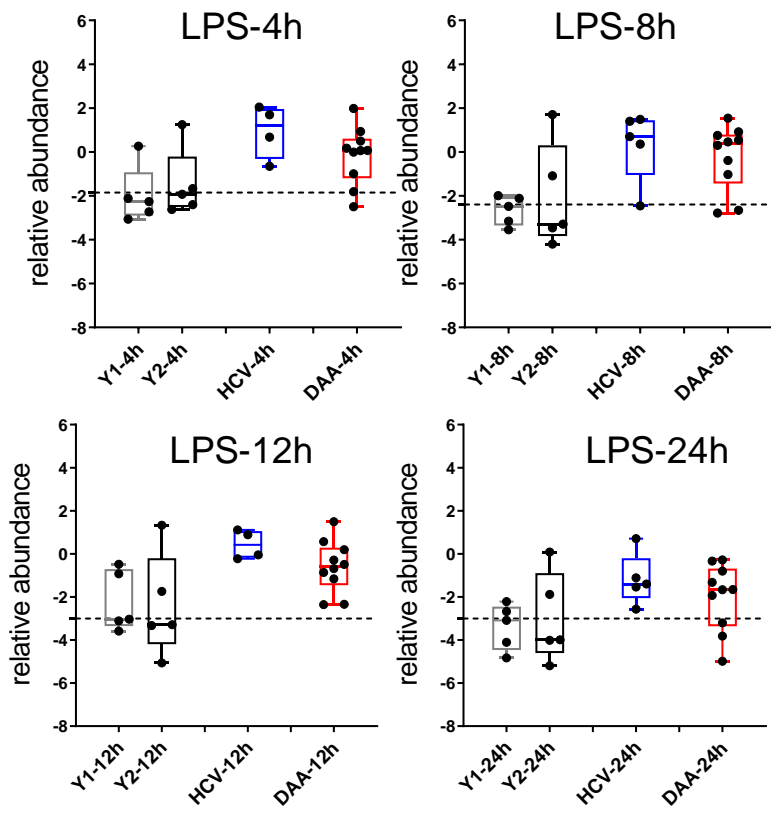 LPS-4h
relative abundance
6
4
2
0
-2
-4
-6
-8
Y1-4h
Y2-4h
HCV-4h
DAA-4h
LPS-8h
relative abundance
6
4
2
0
-2
-4
-6
-8
Y1-8h
Y2-8h
HCV-8h
DAA-8h
LPS-12h
relative abundance
6
4
2
0
-2
-4
-6
-8
Y1-12h
Y2-12h
HCV-12h
DAA-12h
LPS-24h
relative abundance
6
4
2
0
-2
-4
-6
-8
Y1-24h
Y2-24h
HCV-24h
DAA-24h